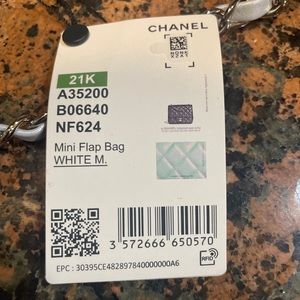 CHANEL
21K
A35200
B06640
NF624
Mini Flap Bag
WHITE M.
3 572666 650570
RFID
EPC : 30395CE482897840000000A6